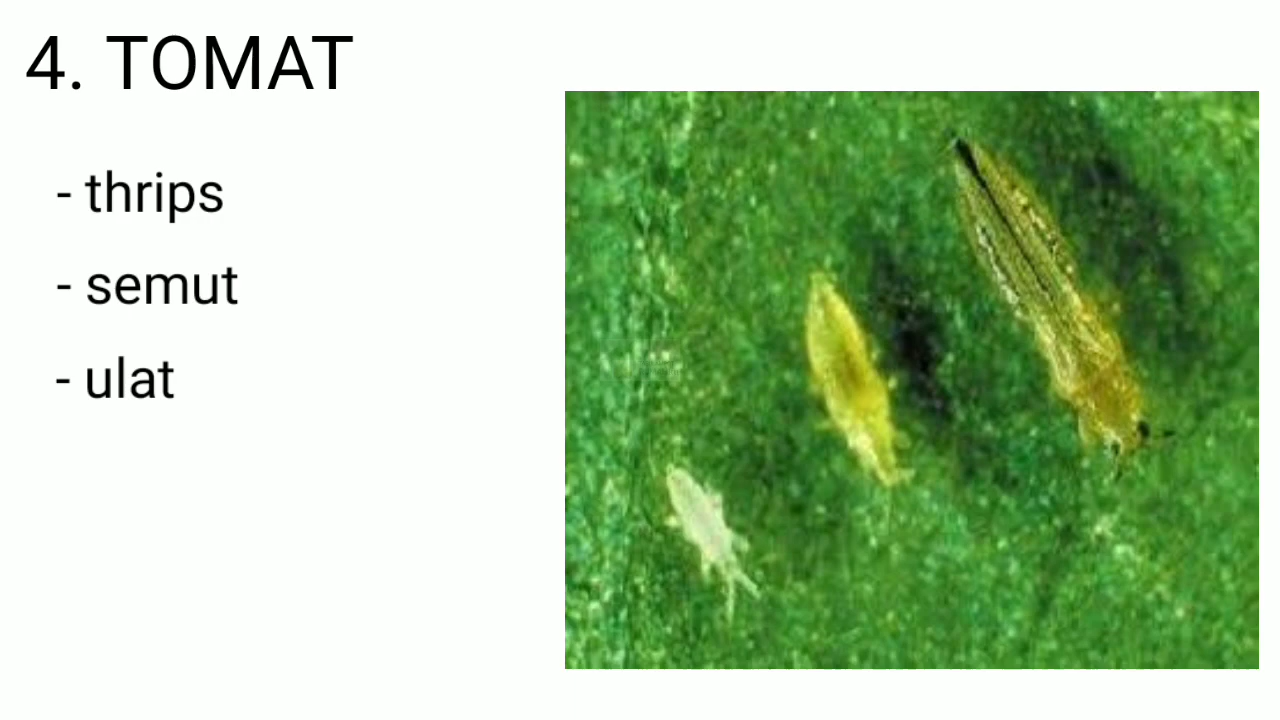 4. TOMAT
- thrips
- semut
- ulat